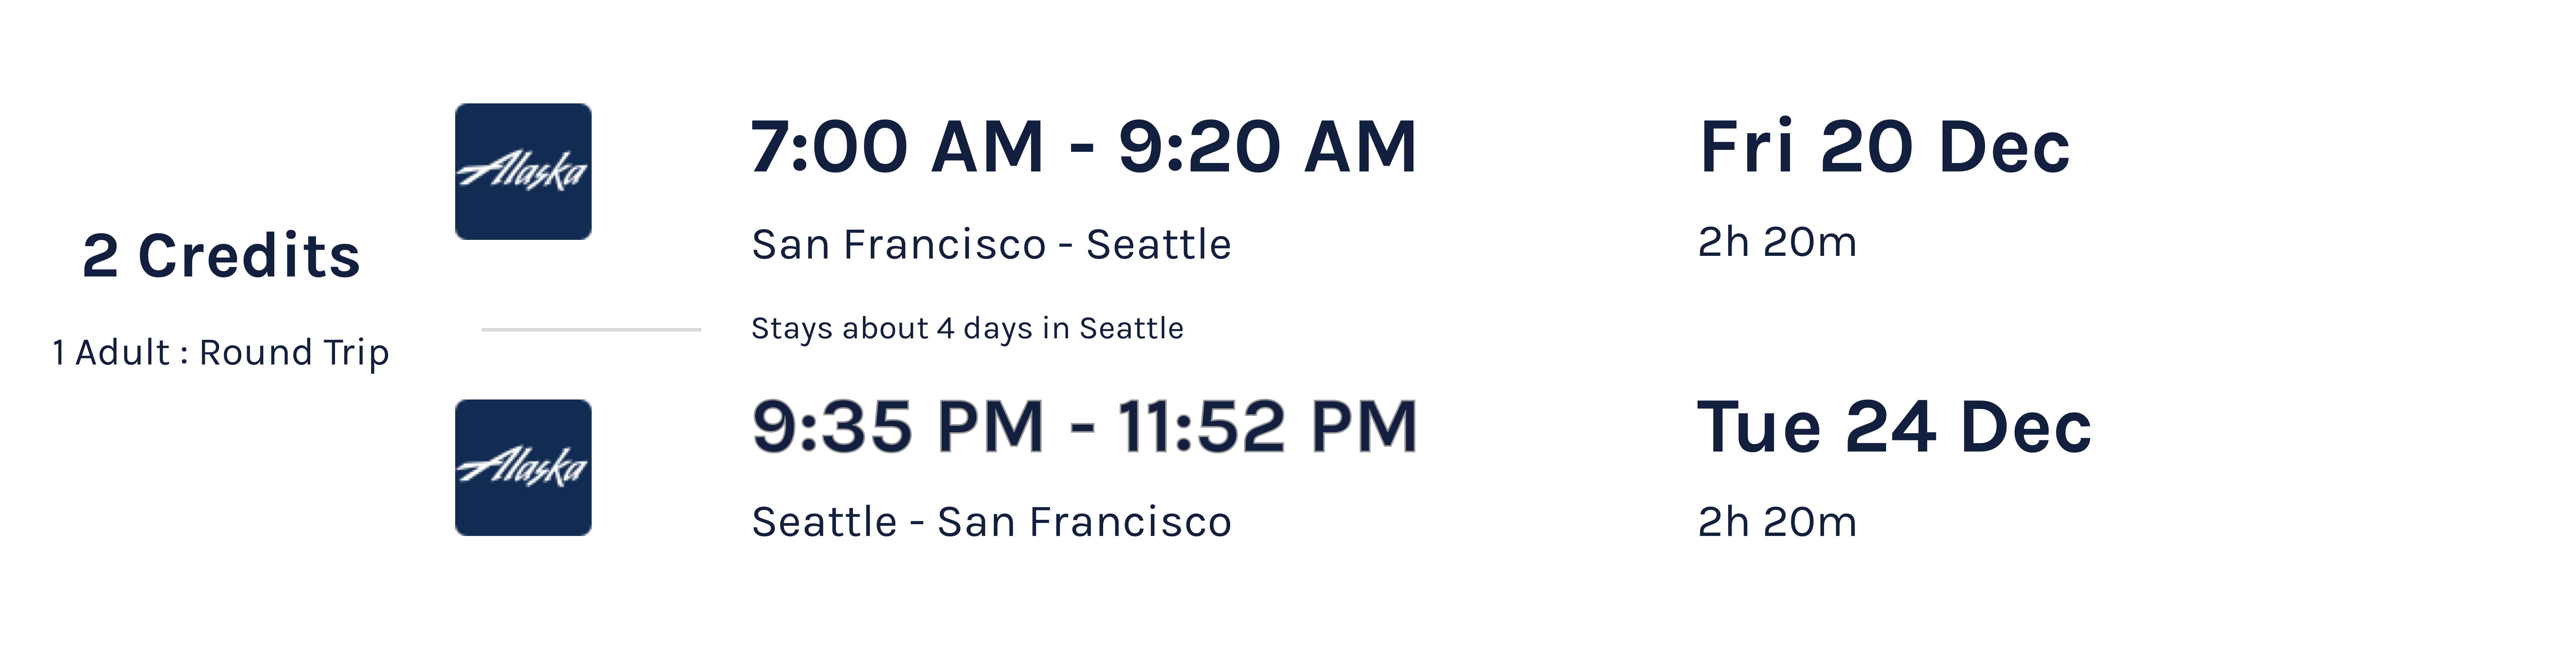 2 Credits
1 Adult : Round Trip
Alaska
7:00 AM - 9:20 AM
San Francisco - Seattle
Fri 20 Dec
2h 20m
Stays about 4 days in Seattle
Alaska
9:35 PM - 11:52 PM
Seattle - San Francisco
Tue 24 Dec
2h 20m